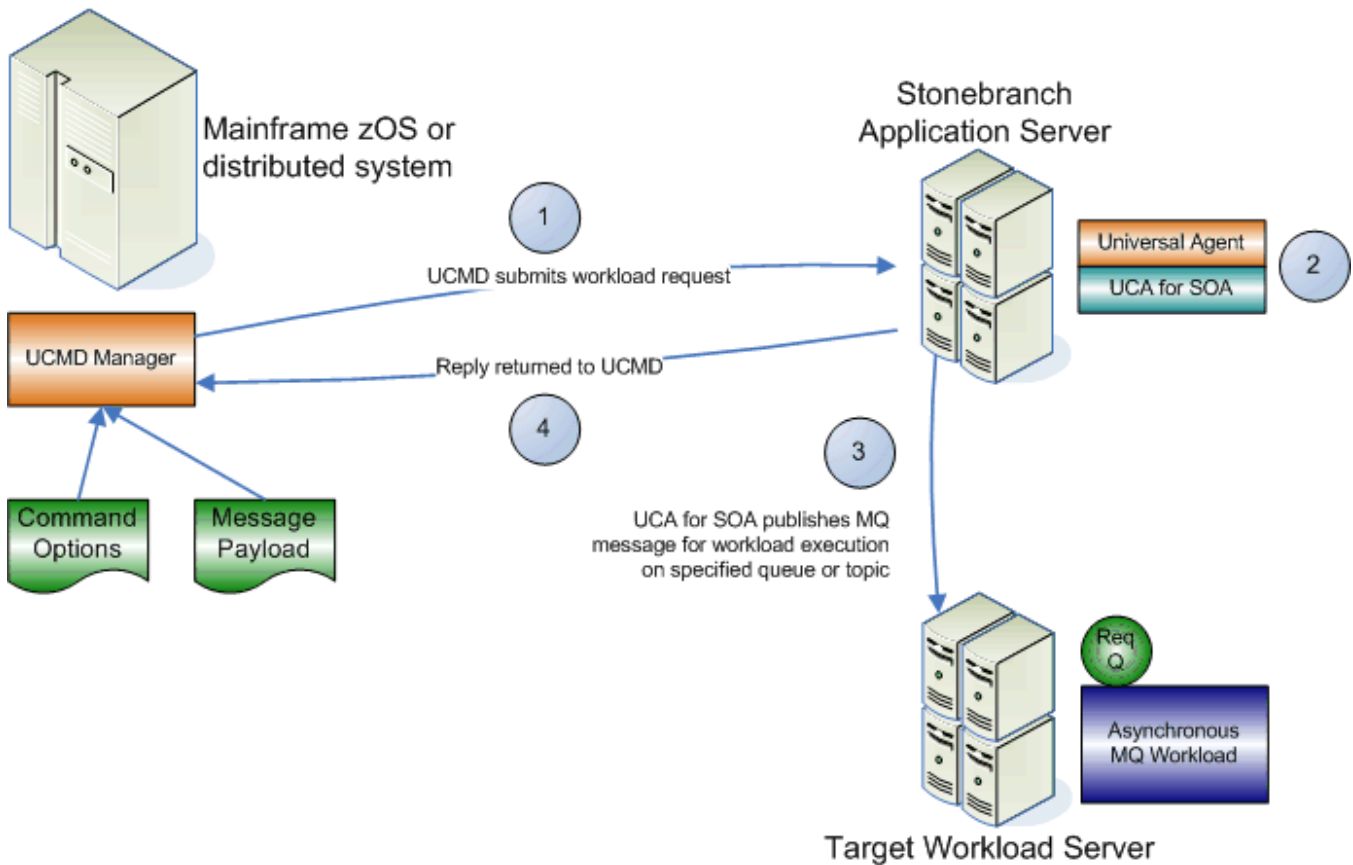 Mainframe zOS or
distributed system
Stonebranch
Application Server
1
UCMD submits workload request
Universal Agent
UCA for SOA
2
UCMD Manager
Reply returned to UCMD
4
3
Command
Options
Message
Payload
UCA for SOA publishes MQ
message for workload execution
on specified queue or topic
Req
Q
Asynchronous
MQ Workload
Target Workload Server